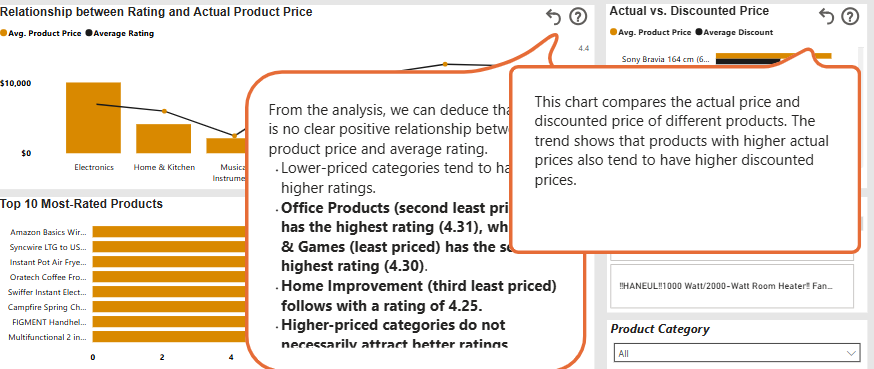 Relationship between Rating and Actual Product Price
Avg. Product Price Average Rating
4.4
$10,000
$0
Electronics
Home & Kitchen
Musica
Instrume
Top 10 Most-Rated Products
Amazon Basics Wir...
Syncwire LTG to US...
Instant Pot Air Frye...
Oratech Coffee Fro...
Swiffer Instant Elect...
Campfire Spring Ch...
FIGMENT Handhel...
Multifunctional 2 in...
0 2 4
From the analysis, we can deduce tha
is no clear positive relationship betw
product price and average rating.
· Lower-priced categories tend to ha
higher ratings.
· Office Products (second least pri
has the highest rating (4.31), wh
& Games (least priced) has the se
highest rating (4.30).
· Home Improvement (third least priced)
follows with a rating of 4.25.
· Higher-priced categories do not
necessarily attract better ratings
Actual vs. Discounted Price
Avg. Product Price Average Discount
Sony Bravia 164 cm (6...
This chart compares the actual price and
discounted price of different products. The
trend shows that products with higher actual
prices also tend to have higher discounted
prices.
!!HANEUL!!1000 Watt/2000-Watt Room Heater!! Fan...
Product Category
All